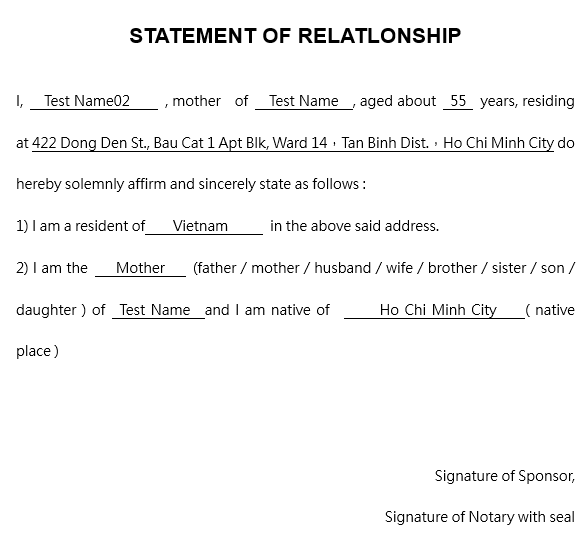 STATEMENT OF RELATLONSHIP
I, Test Name02 , mother of Test Name , aged about 55 years, residing
at 422 Dong Den St., Bau Cat 1 Apt Blk, Ward 14，Tan Binh Dist.，Ho Chi Minh City do
hereby solemnly affirm and sincerely state as follows :
1) I am a resident of Vietnam in the above said address.
2) I am the Mother (father / mother / husband / wife / brother / sister / son /
daughter ) of Test Name and I am native of Ho Chi Minh City ( native
place )
Signature of Sponsor,
Signature of Notary with seal